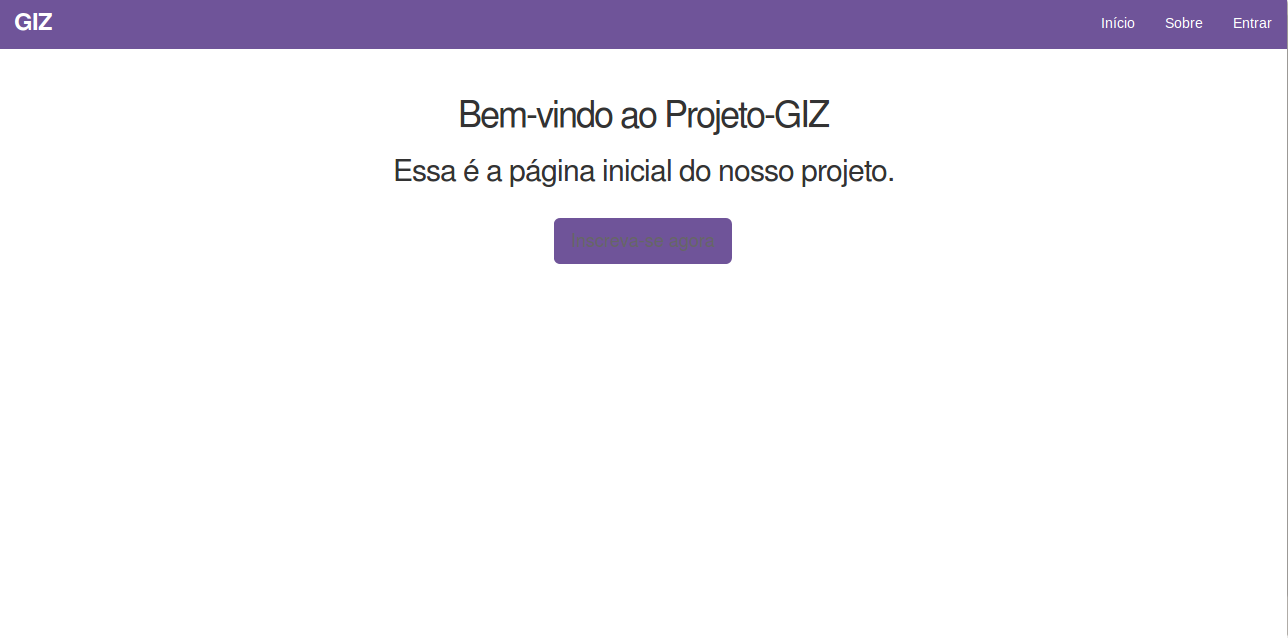 GIZ
Início Sobre Entrar
Bem-vindo ao Projeto-GIZ
Essa é a página inicial do nosso projeto.
Inscreva-se agora